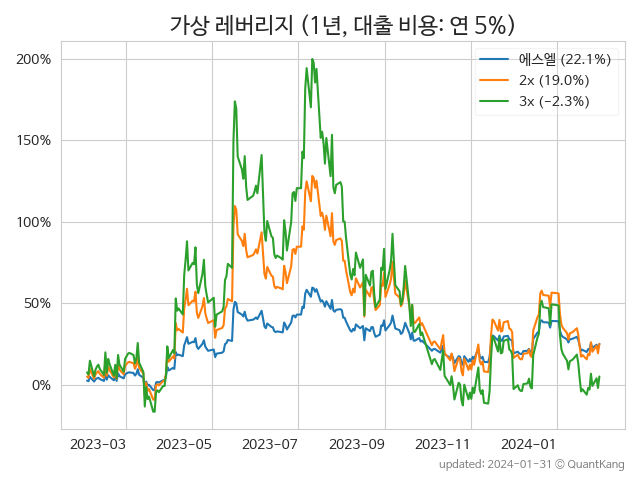 가상 레버리지 (1년, 대출 비용: 연 5%)
200%
150%
100%
50%
0%
에스엘 (22.1%)
2x (19.0%)
3x (−2.3%)
2023-03 2023-05 2023-07 2023-09 2023-11 2024-01
updated: 2024-01-31 © QuantKang